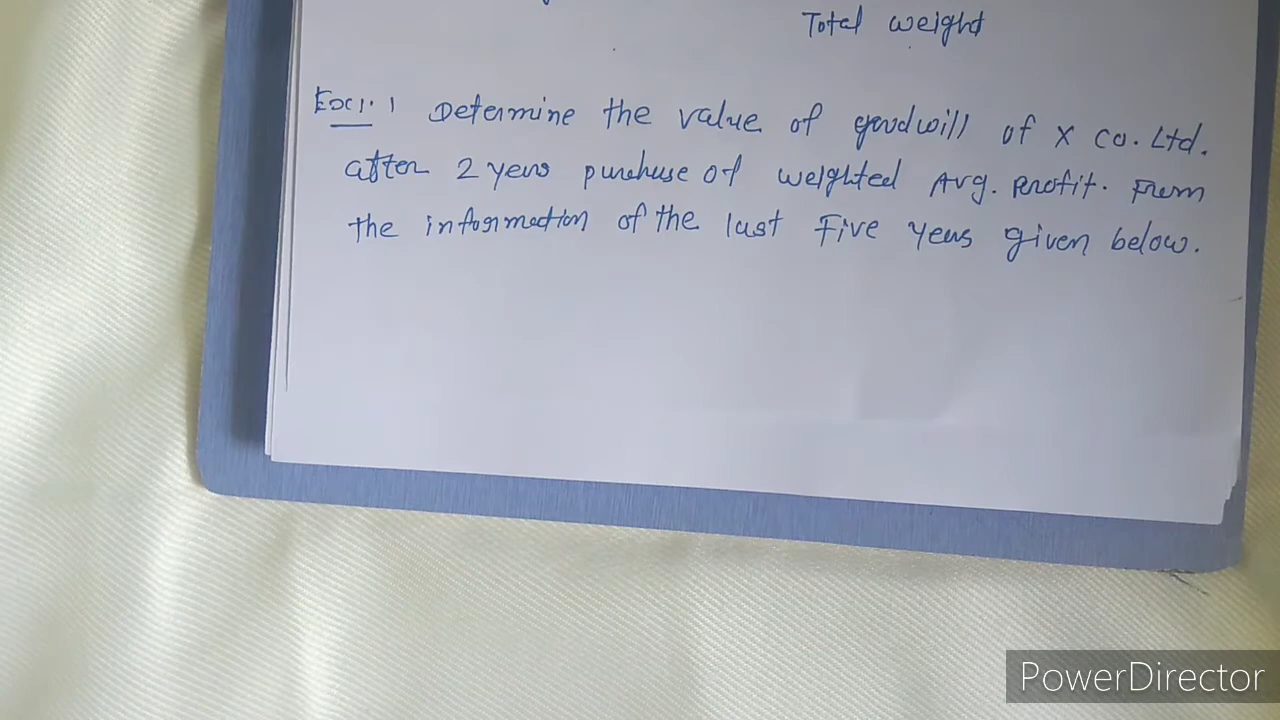 Total weight
Ex. 1 Determine the value of goodwill of X Co. Ltd.
after 2 years purchase of weighted Avg. Profit. From
the information of the last Five years given below.
PowerDirector